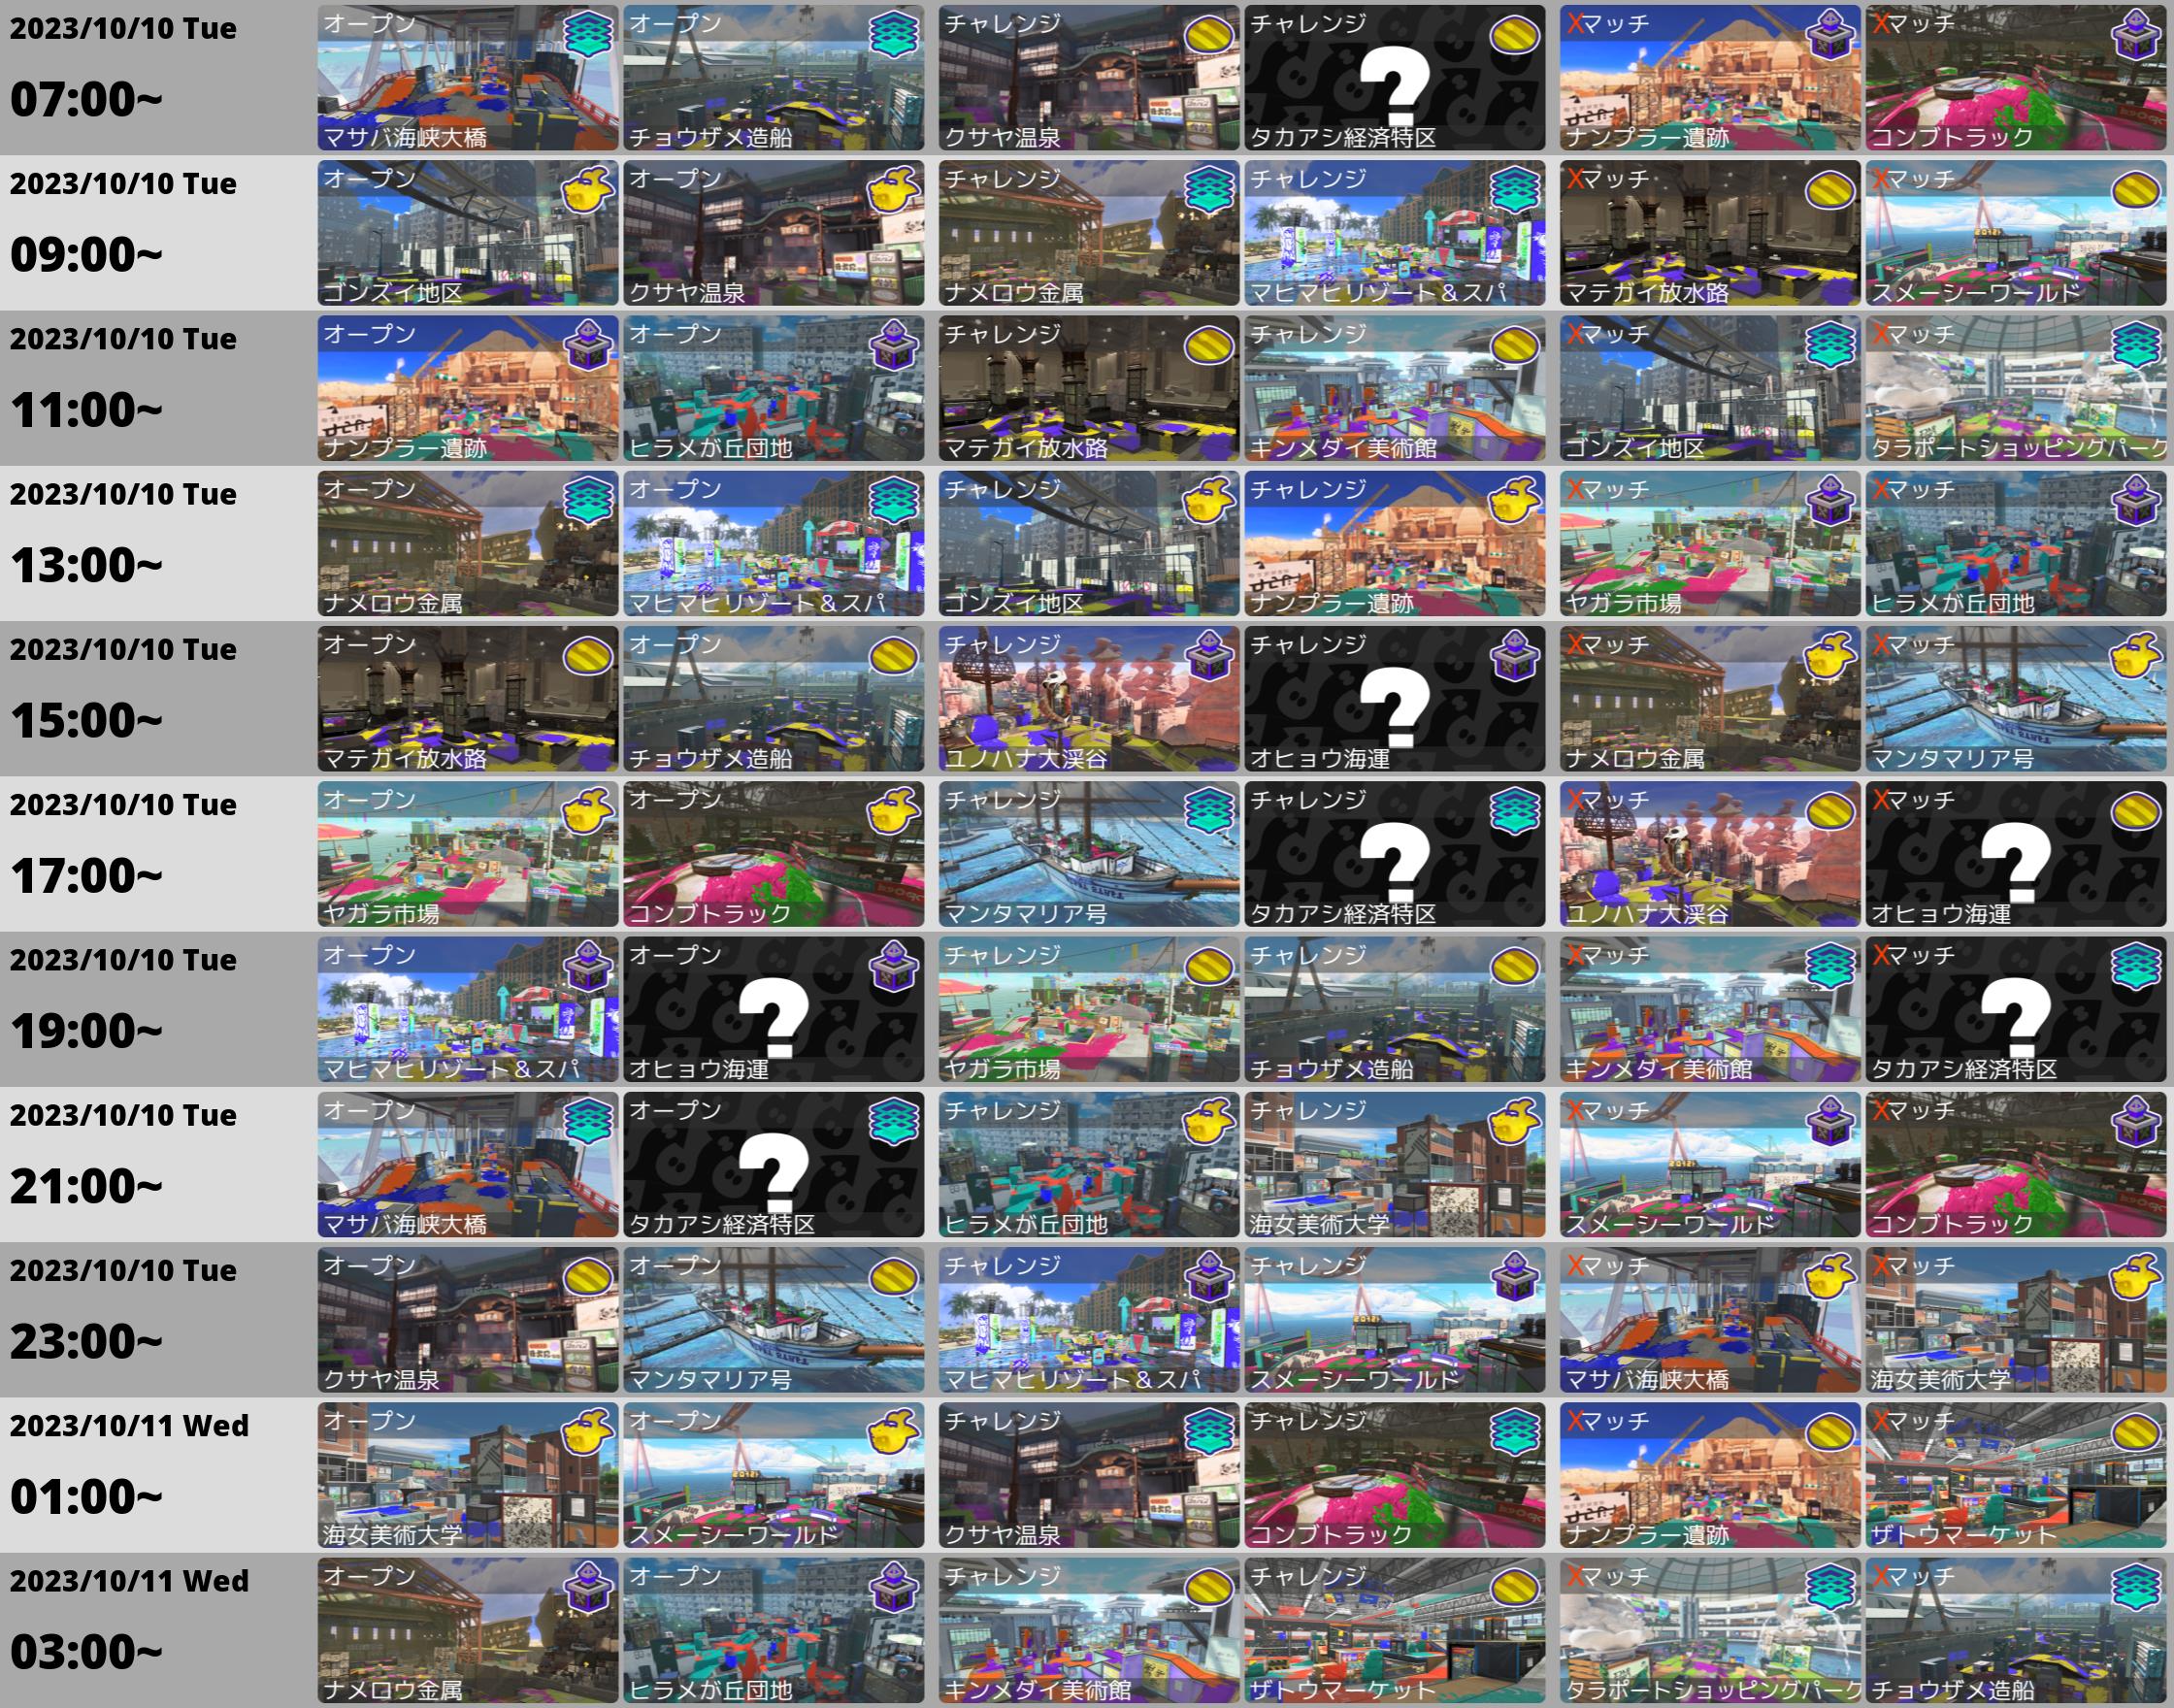 2023/10/10 Tue
07:00~
オープン
マサバ海峡大橋
オープン
チョウザメ造船
チャレンジ
クサヤ温泉
チャレンジ
タカアシ経済特区
Xマッチ
ナンプラー遺跡
Xマッチ
コンブトラック
2023/10/10 Tue
09:00~
オープン
ゴンズイ地区
オープン
クサヤ温泉
チャレンジ
ナメロウ金属
チャレンジ
マヒマヒリゾート&スパ
Xマッチ
マテガイ放水路
Xマッチ
スメーシーワールド
2023/10/10 Tue
11:00~
オープン
ナンプラー遺跡
オープン
ヒラメが丘団地
チャレンジ
マテガイ放水路
チャレンジ
キンメダイ美術館
Xマッチ
ゴンズイ地区
Xマッチ
タラポートショッピングパーク
2023/10/10 Tue
13:00~
オープン
ナメロウ金属
オープン
マヒマヒリゾート&スパ
チャレンジ
ゴンズイ地区
チャレンジ
ナンプラー遺跡
Xマッチ
ヤガラ市場
Xマッチ
ヒラメが丘団地
2023/10/10 Tue
15:00~
オープン
マテガイ放水路
オープン
チョウザメ造船
チャレンジ
ユノハナ大渓谷
チャレンジ
オヒョウ海運
Xマッチ
ナメロウ金属
Xマッチ
マンタマリア号
2023/10/10 Tue
17:00~
オープン
ヤガラ市場
オープン
コンブトラック
チャレンジ
マンタマリア号
チャレンジ
タカアシ経済特区
Xマッチ
ユノハナ大渓谷
Xマッチ
オヒョウ海運
2023/10/10 Tue
19:00~
オープン
マヒマヒリゾート&スパ
オープン
オヒョウ海運
チャレンジ
ヤガラ市場
チャレンジ
チョウザメ造船
Xマッチ
キンメダイ美術館
Xマッチ
タカアシ経済特区
2023/10/10 Tue
21:00~
オープン
マサバ海峡大橋
オープン
タカアシ経済特区
チャレンジ
ヒラメが丘団地
チャレンジ
海女美術大学
Xマッチ
スメーシーワールド
Xマッチ
コンブトラック
2023/10/10 Tue
23:00~
オープン
クサヤ温泉
オープン
マンタマリア号
チャレンジ
マヒマヒリゾート&スパ
チャレンジ
スメーシーワールド
Xマッチ
マサバ海峡大橋
Xマッチ
海女美術大学
2023/10/11 Wed
01:00~
オープン
海女美術大学
オープン
スメーシーワールド
チャレンジ
クサヤ温泉
チャレンジ
コンブトラック
Xマッチ
ナンプラー遺跡
Xマッチ
ザトウマーケット
2023/10/11 Wed
03:00~
オープン
ナメロウ金属
オープン
ヒラメが丘団地
チャレンジ
キンメダイ美術館
チャレンジ
ザトウマーケット
Xマッチ
タラポートショッピングパーク
Xマッチ
チョウザメ造船